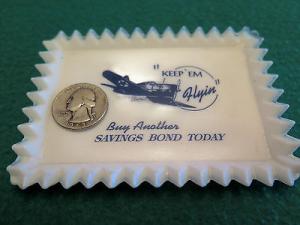 "KEEP 'EM
Flyin"
Buy Another
SAVINGS BOND TODAY